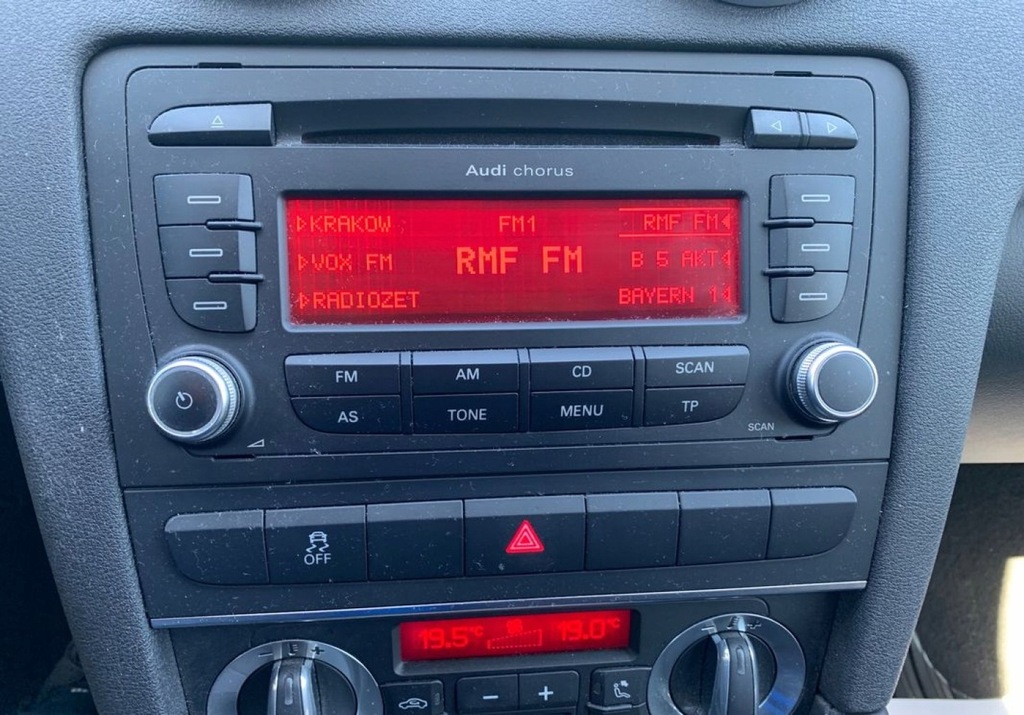 Audi chorus
KRAKOW FM1 RMF FM
VOX FM RMF FM B 5 AKT
RADIOZET BAYERN 1
FM AM CD SCAN
AS TONE MENU TP
SCAN
OFF
19.5°C 19.0°C
- + - +
- +